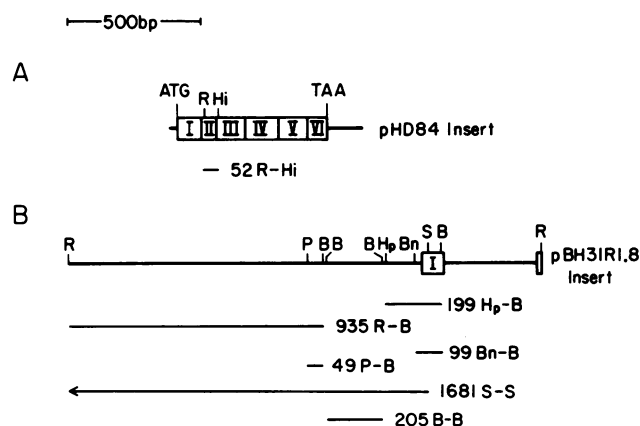 500bp
A
ATG TAA
R Hi
I II III IV V VI pHD84 Insert
52 R-Hi
B
S B
R P BB B Hp Bn R
I pBH31R1.8
Insert
199 Hp-B
935 R-B
99 Bn-B
49 P-B
1681 S-S
205 B-B